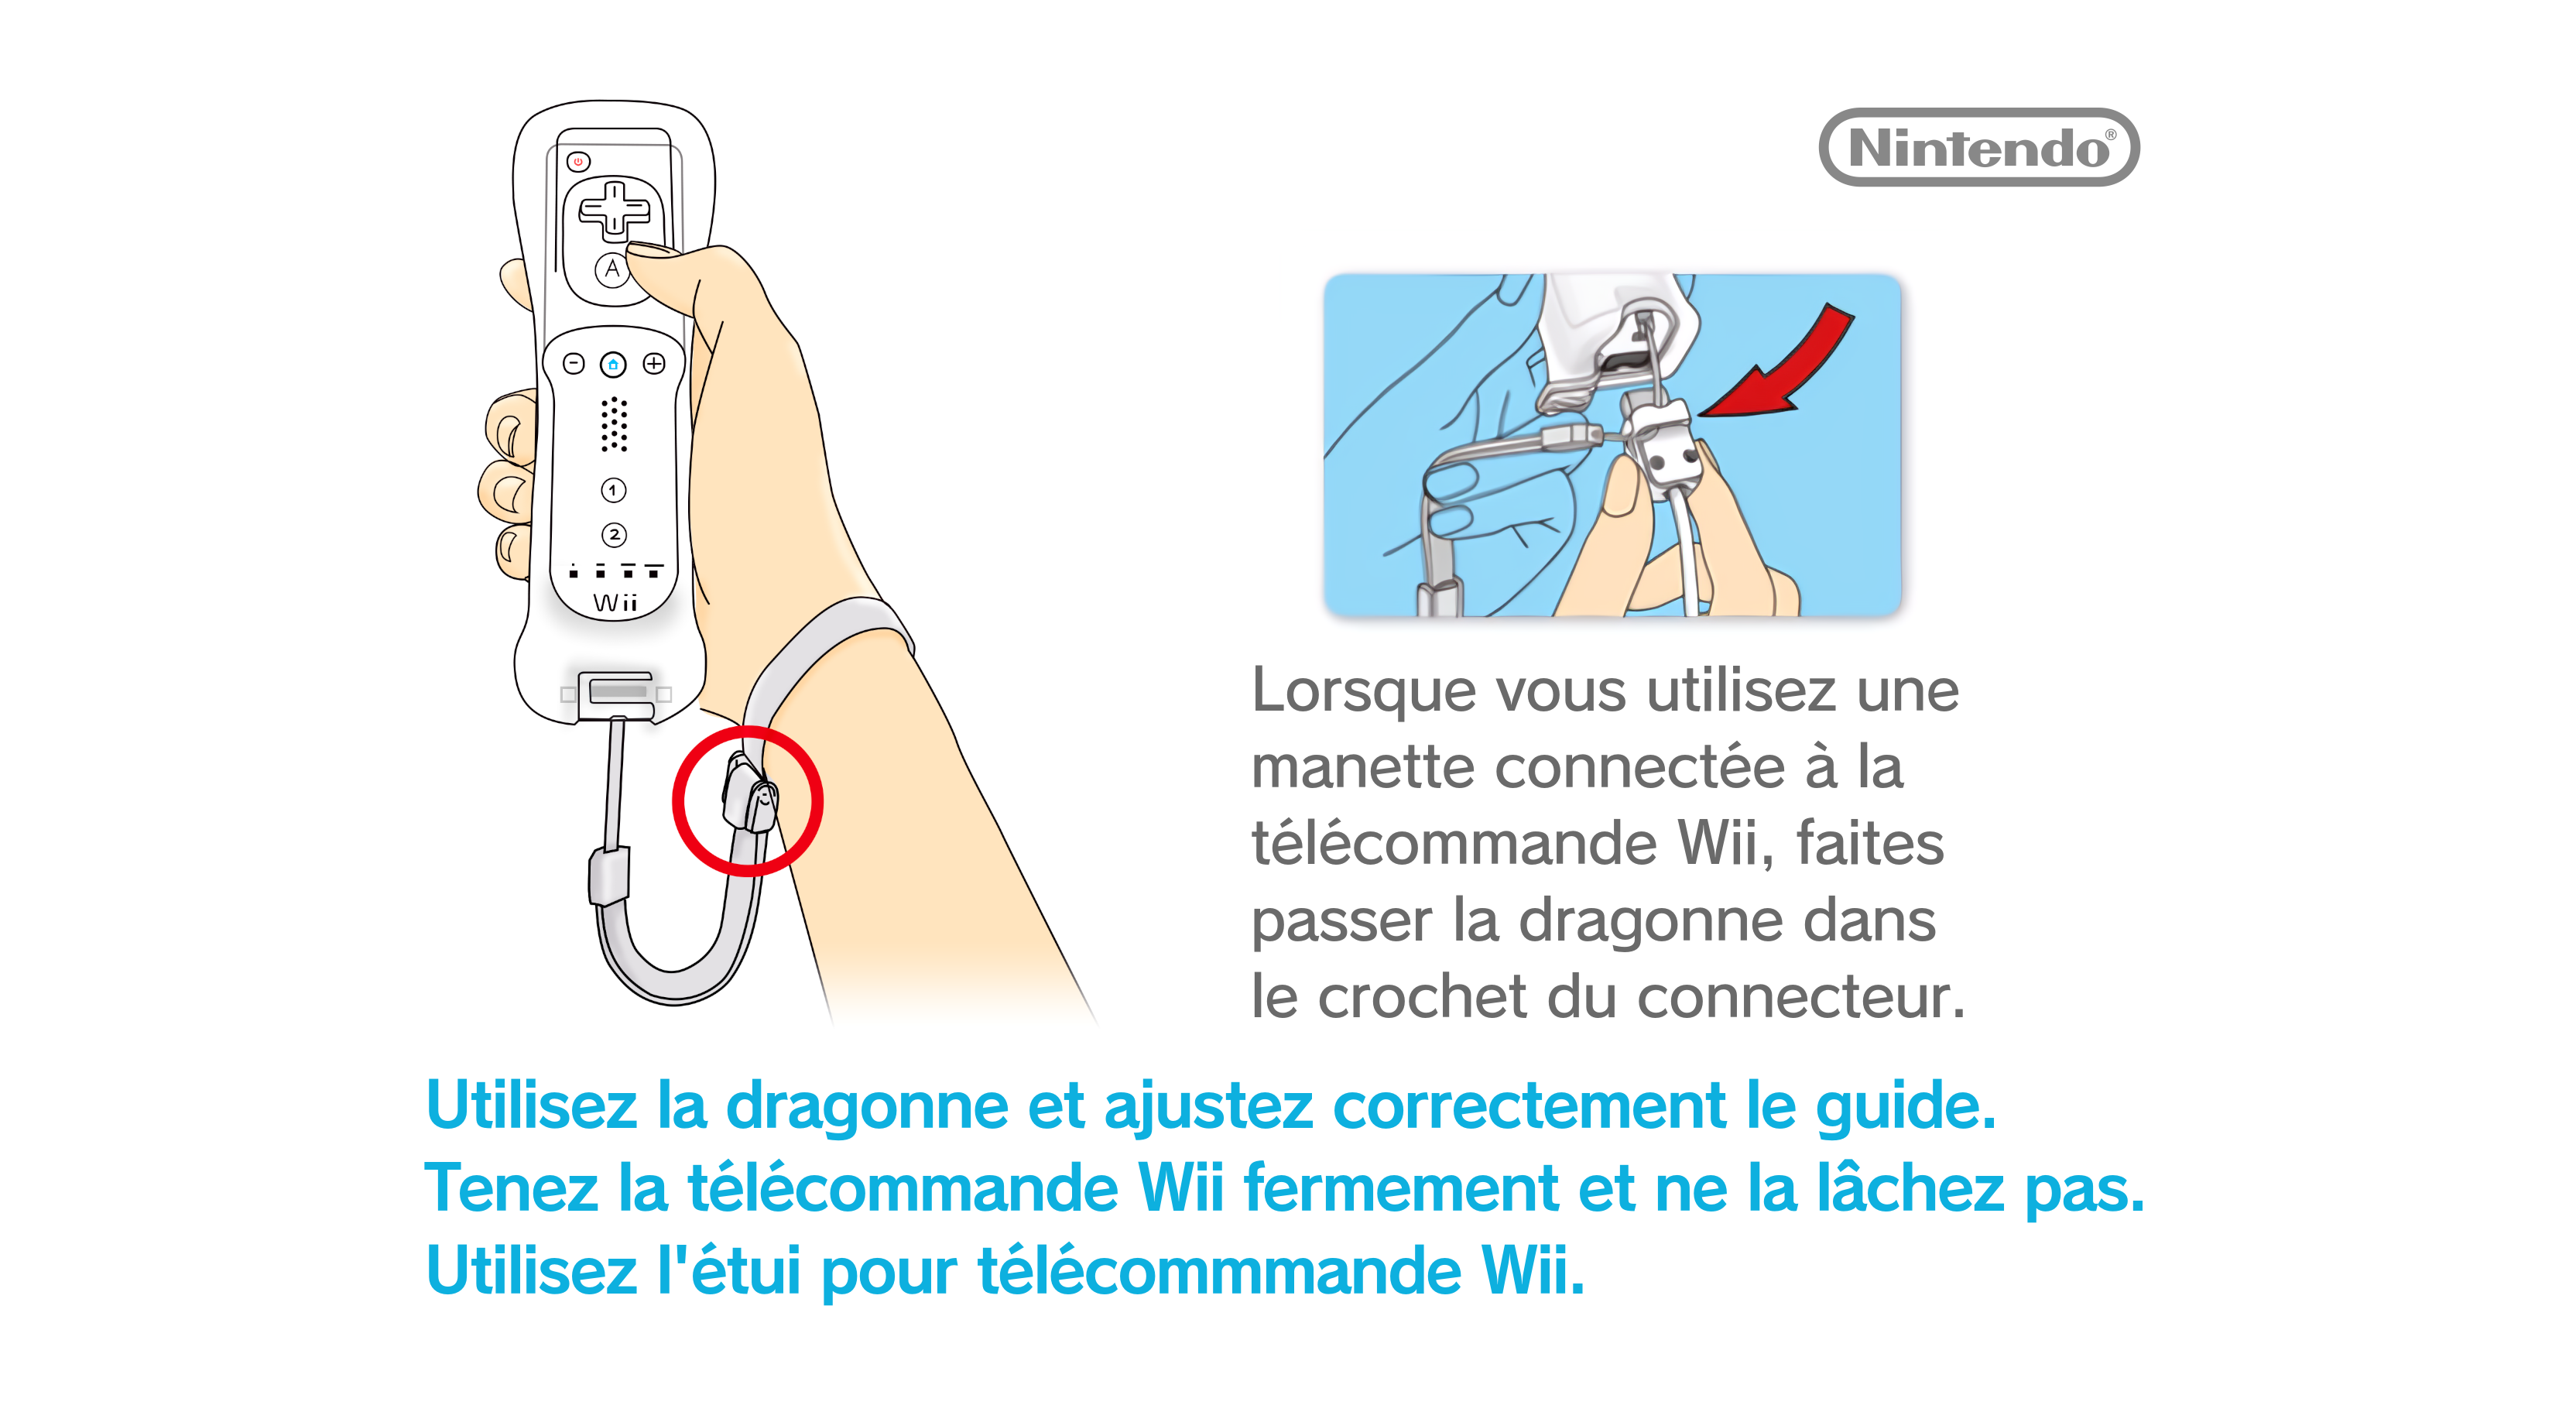 Nintendo®
A
1
2
Wii
Lorsque vous utilisez une
manette connectée à la
télécommande Wii, faites
passer la dragonne dans
le crochet du connecteur.
Utilisez la dragonne et ajustez correctement le guide.
Tenez la télécommande Wii fermement et ne la lâchez pas.
Utilisez l'étui pour télécommmande Wii.